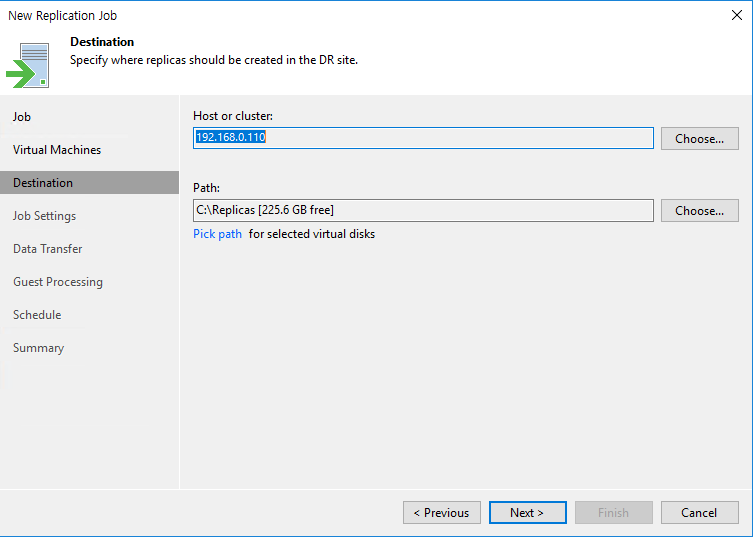 New Replication Job
Destination
Specify where replicas should be created in the DR site.
Job
Virtual Machines
Destination
Job Settings
Data Transfer
Guest Processing
Schedule
Summary
Host or cluster:
192.168.0.110
Choose...
Path:
C:\Replicas [225.6 GB free]
Choose...
Pick path for selected virtual disks
< Previous
Next >
Finish
Cancel